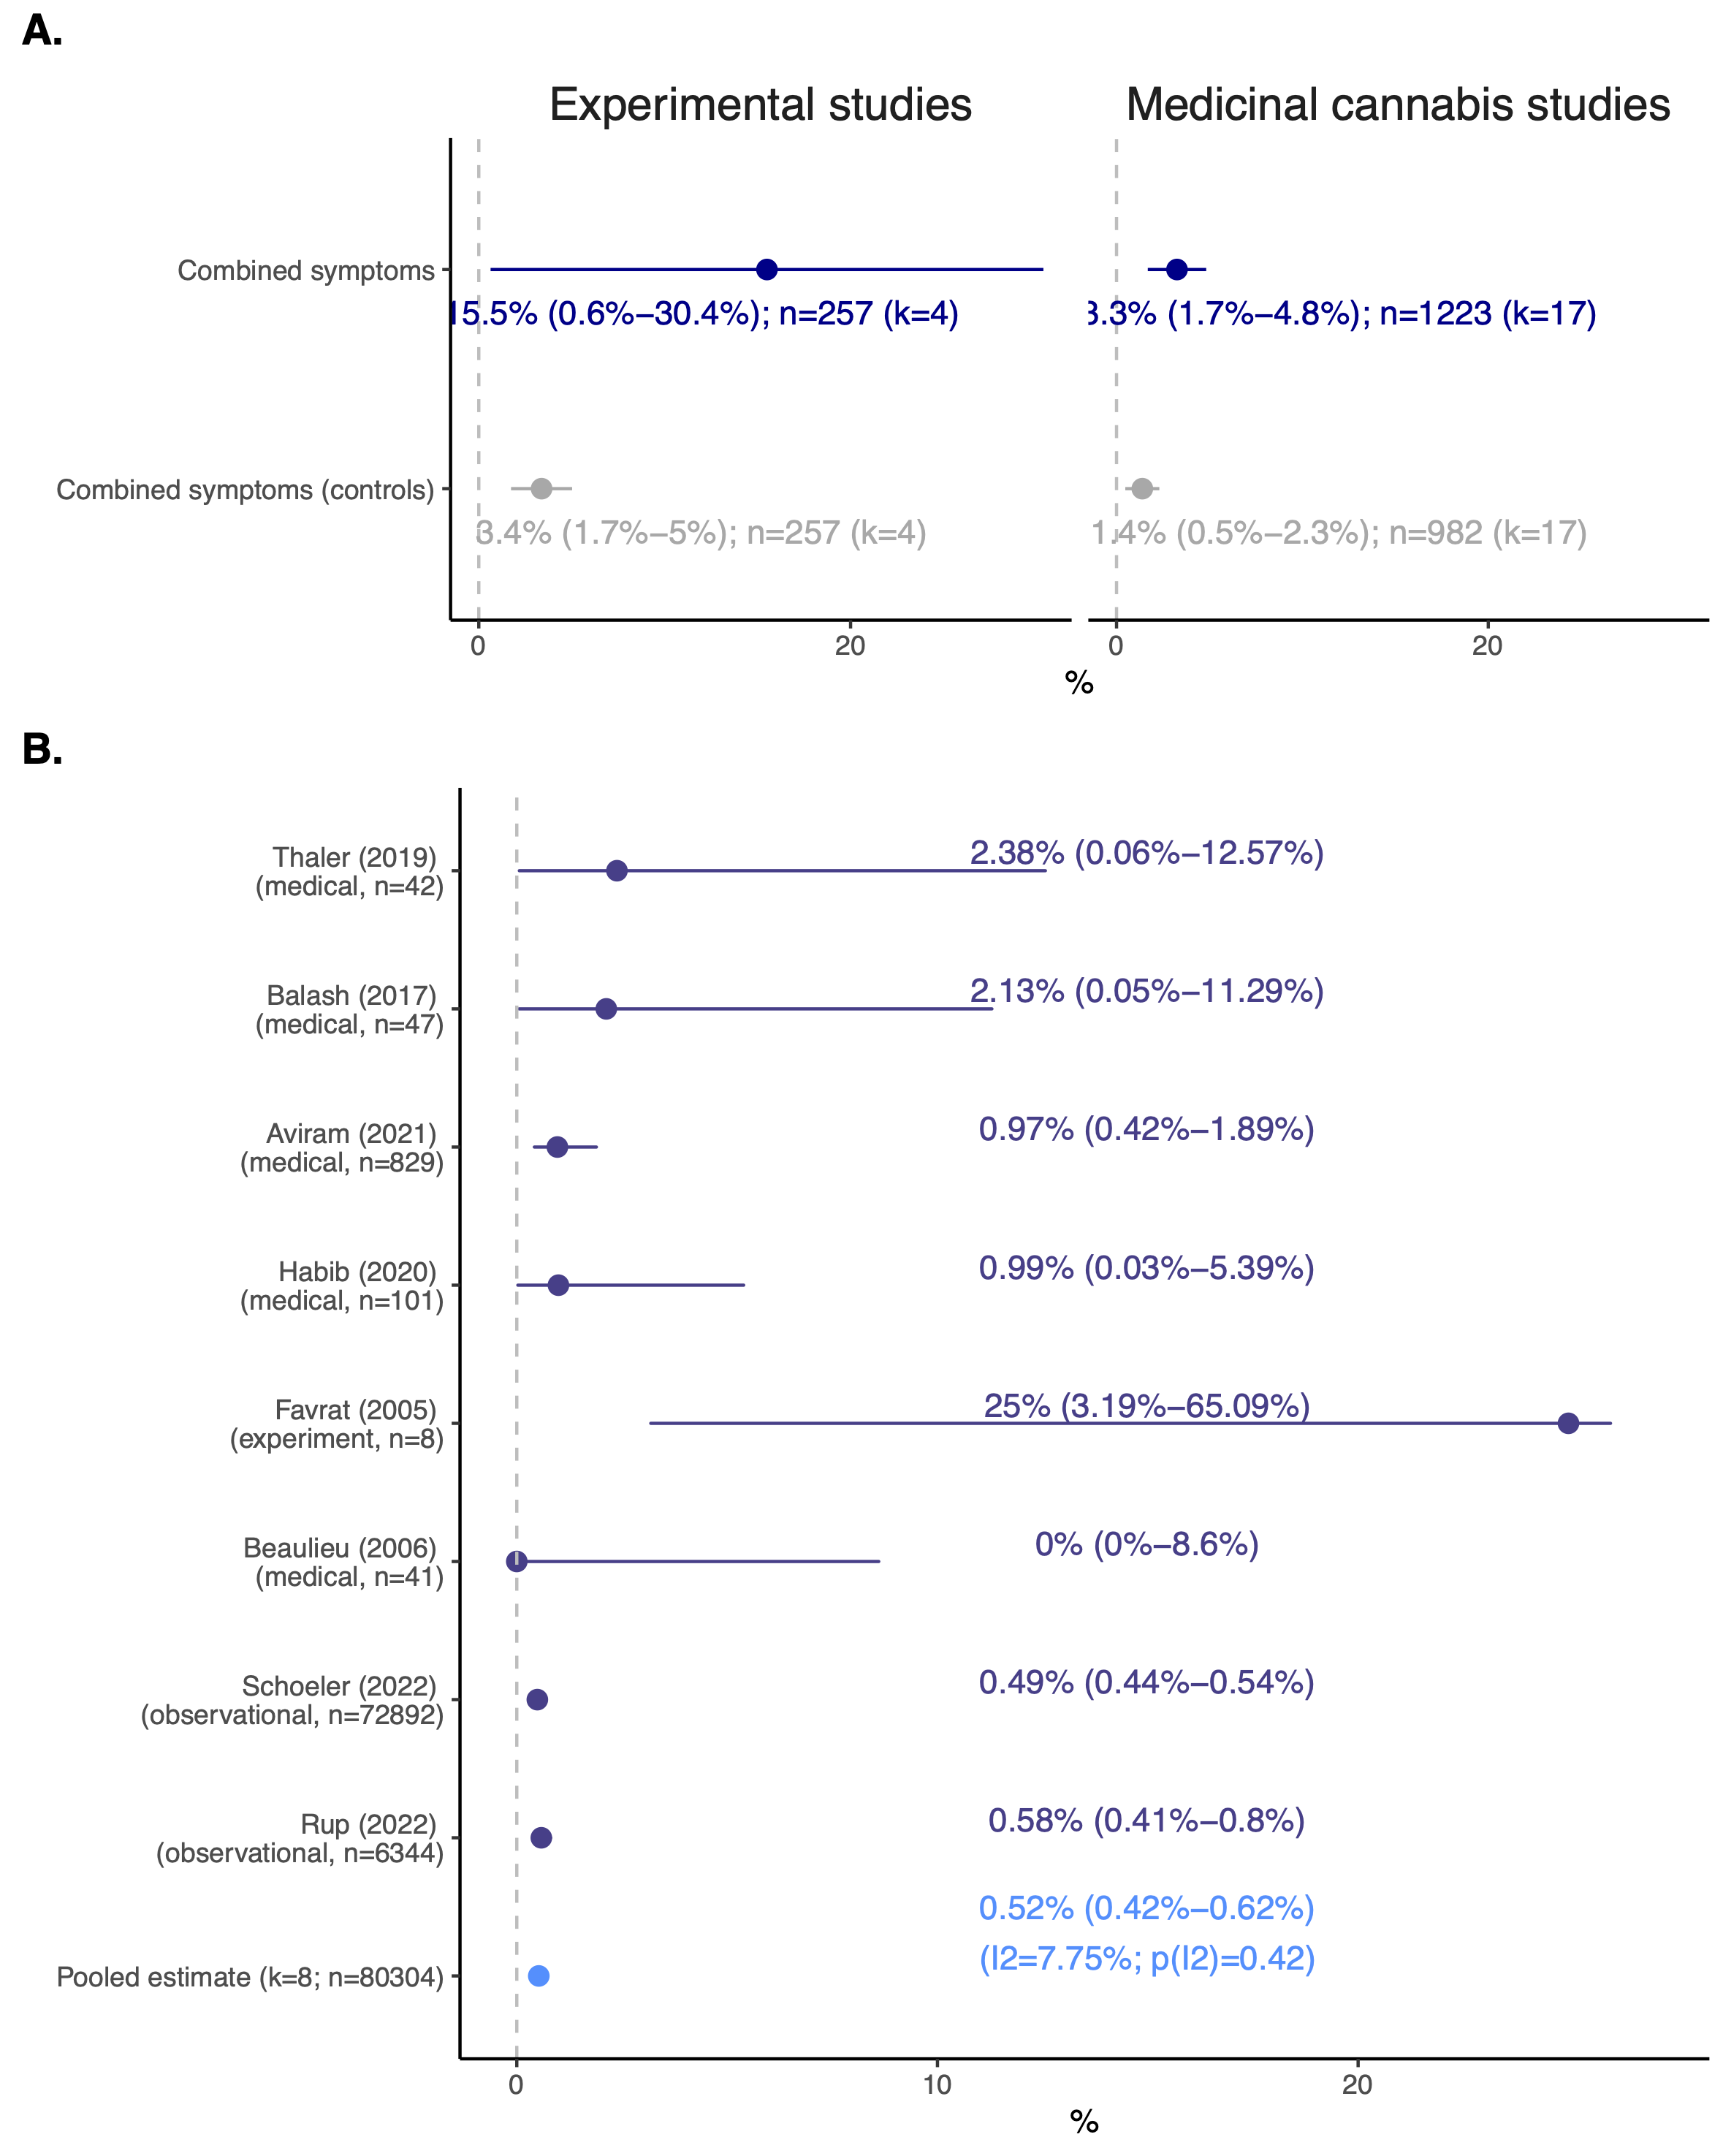 A.
Experimental studies
Medicinal cannabis studies
Combined symptoms
15.5% (0.6%–30.4%); n=257 (k=4)
3.3% (1.7%–4.8%); n=1223 (k=17)
Combined symptoms (controls)
3.4% (1.7%–5%); n=257 (k=4)
1.4% (0.5%–2.3%); n=982 (k=17)
0
20
0
20
%
B.
Thaler (2019)
(medical, n=42)
2.38% (0.06%–12.57%)
Balash (2017)
(medical, n=47)
2.13% (0.05%–11.29%)
Aviram (2021)
(medical, n=829)
0.97% (0.42%–1.89%)
Habib (2020)
(medical, n=101)
0.99% (0.03%–5.39%)
Favrat (2005)
(experiment, n=8)
25% (3.19%–65.09%)
Beaulieu (2006)
(medical, n=41)
0% (0%–8.6%)
Schoeler (2022)
(observational, n=72892)
0.49% (0.44%–0.54%)
Rup (2022)
(observational, n=6344)
0.58% (0.41%–0.8%)
Pooled estimate (k=8; n=80304)
0.52% (0.42%–0.62%)
(I2=7.75%; p(I2)=0.42)
0
10
20
%